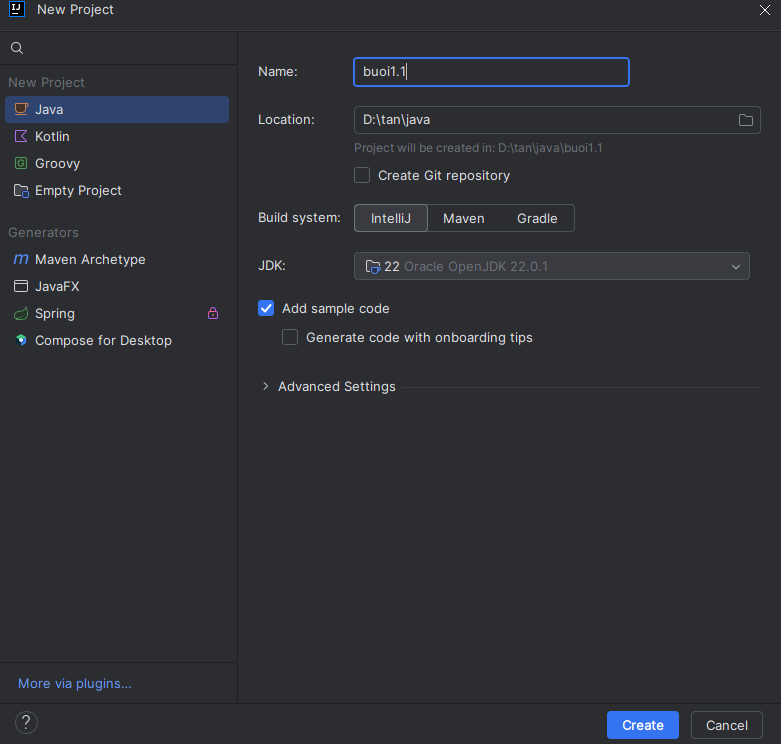 New Project
New Project
Java
Kotlin
Groovy
Empty Project
Generators
Maven Archetype
JavaFX
Spring
Compose for Desktop
More via plugins...
Name: buoi1.1
Location: D:\tan\java
Project will be created in: D:\tan\java\buoi1.1
Create Git repository
Build system: IntelliJ Maven Gradle
JDK: 22 Oracle OpenJDK 22.0.1
Add sample code
Generate code with onboarding tips
Advanced Settings
? Create Cancel